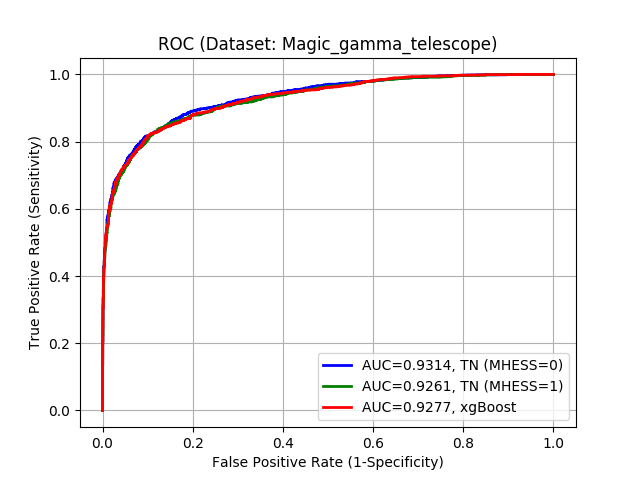 ROC (Dataset: Magic_gamma_telescope)
1.0
0.8
0.6
0.4
0.2
0.0
True Positive Rate (Sensitivity)
AUC=0.9314, TN (MHESS=0)
AUC=0.9261, TN (MHESS=1)
AUC=0.9277, xgBoost
0.0 0.2 0.4 0.6 0.8 1.0
False Positive Rate (1-Specificity)